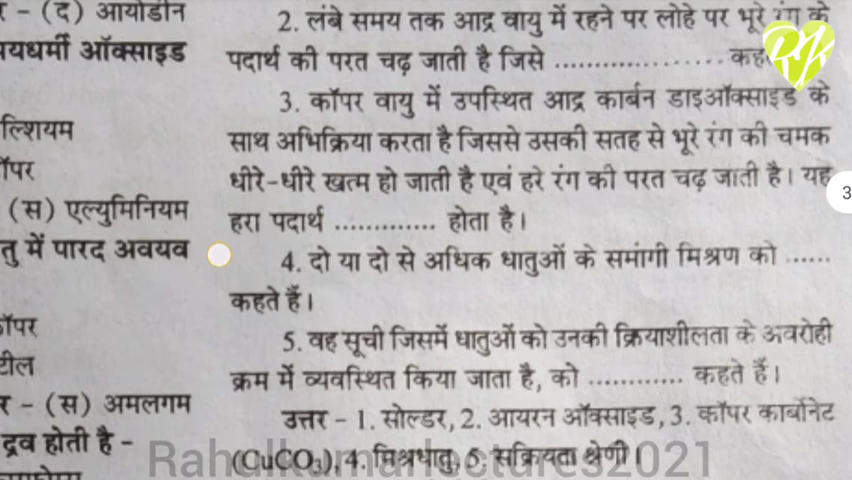 – (द) आयोडीन
ऑक्साइड
ल्शियम
ॉपर
(स) एल्युमिनियम
तु में पारद अवयव
ॉपर
टील
– (स) अमलगम
द्रव होती है –
2. लंबे समय तक आद्र वायु में रहने पर लोहे पर भूरे रंग के
पदार्थ की परत चढ़ जाती है जिसे ....................
3. कॉपर वायु में उपस्थित आद्र कार्बन डाइऑक्साइड के
साथ अभिक्रिया करता है जिससे उसकी सतह से भूरे रंग की चमक
धीरे-धीरे खत्म हो जाती है एवं हरे रंग की परत चढ़ जाती है। यह
हरा पदार्थ ............. होता है।
4. दो या दो से अधिक धातुओं के समांगी मिश्रण को ......
कहते हैं।
5. वह सूची जिसमें धातुओं को उनकी क्रियाशीलता के अवरोही
क्रम में व्यवस्थित किया जाता है, को ............. कहते हैं।
उत्तर – 1. सोल्डर, 2. आयरन ऑक्साइड, 3. कॉपर कार्बोनेट
(CuCO₃), 4. मिश्रधातु, 5. सक्रियता श्रेणी।
RK
3
Rahulkumarlectures2021